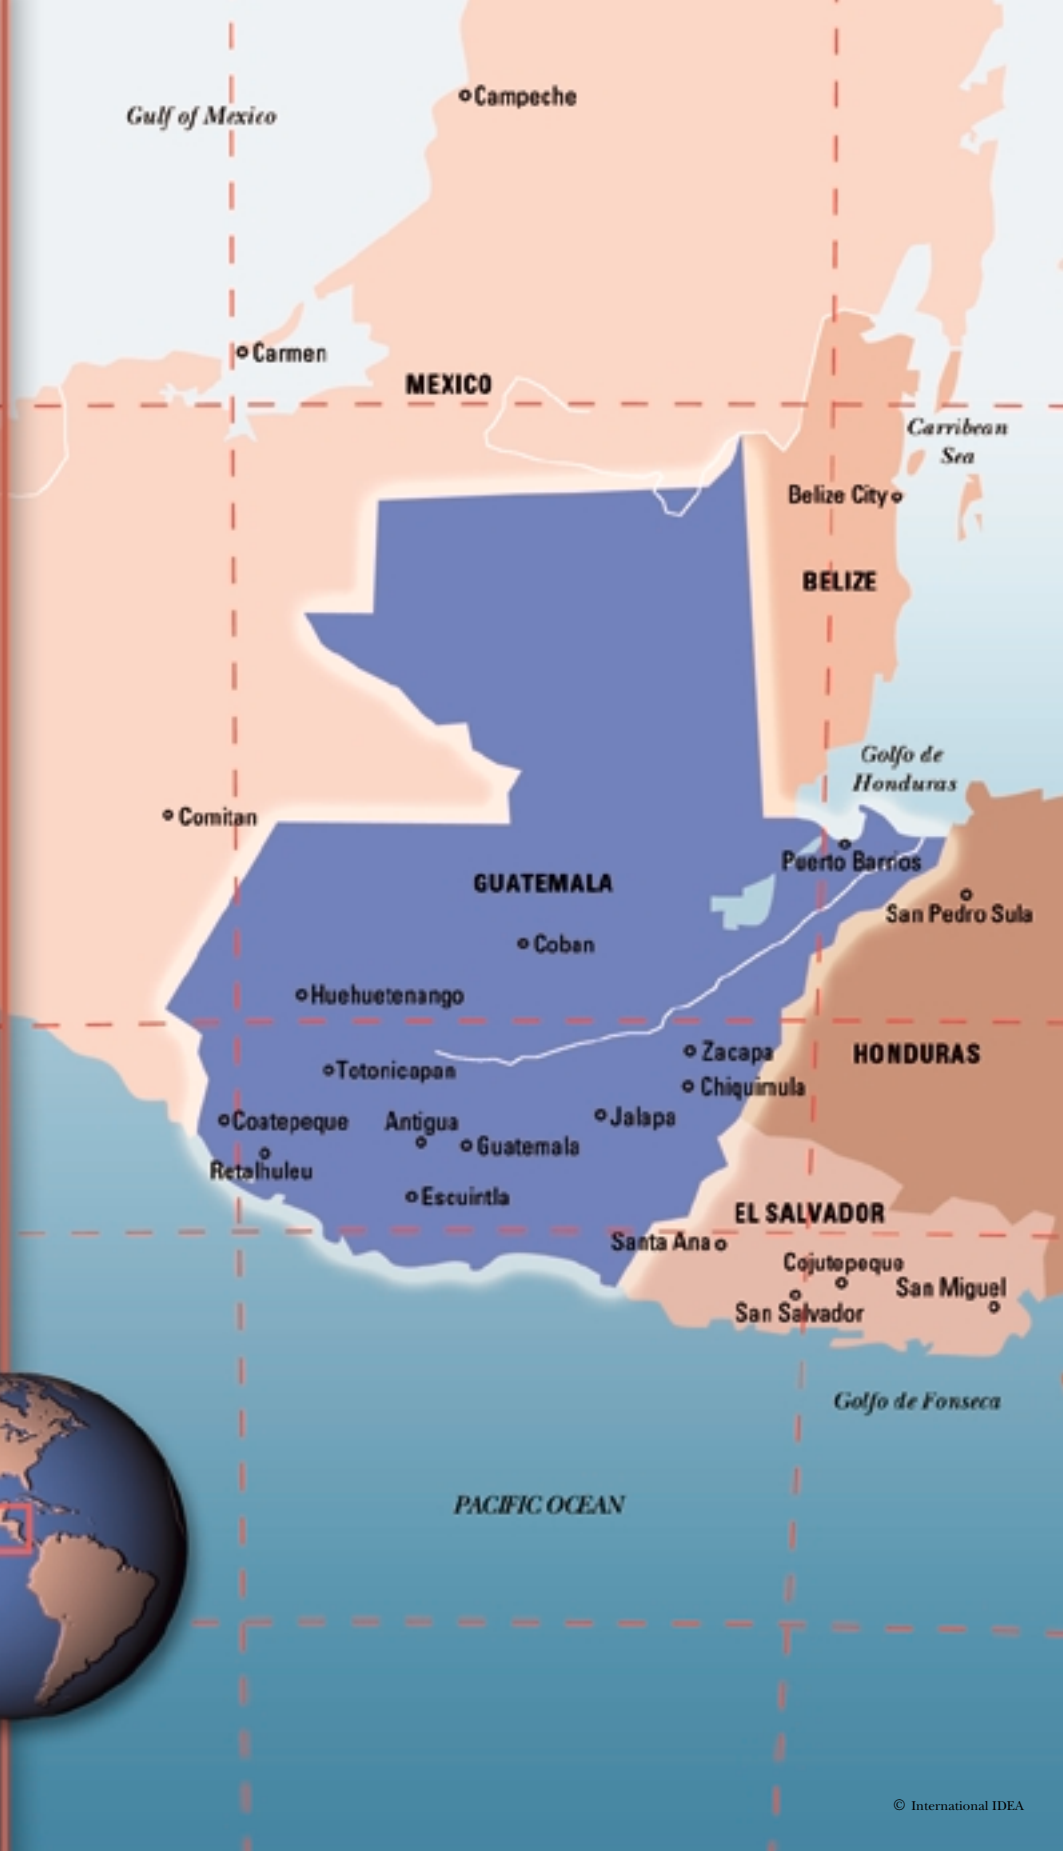 Campeche
Gulf of Mexico
Carmen
MEXICO
Carribean
Sea
Belize City
BELIZE
Golfo de
Honduras
Comitan
Puerto Barrios
GUATEMALA
San Pedro Sula
Coban
Huehuetenango
Zacapa
HONDURAS
Totonicapan
Chiquimula
Coatepeque
Antigua
Jalapa
Guatemala
Retalhuleu
Escuintla
EL SALVADOR
Santa Ana
Cojutepeque
San Miguel
San Salvador
Golfo de Fonseca
PACIFIC OCEAN
© International IDEA